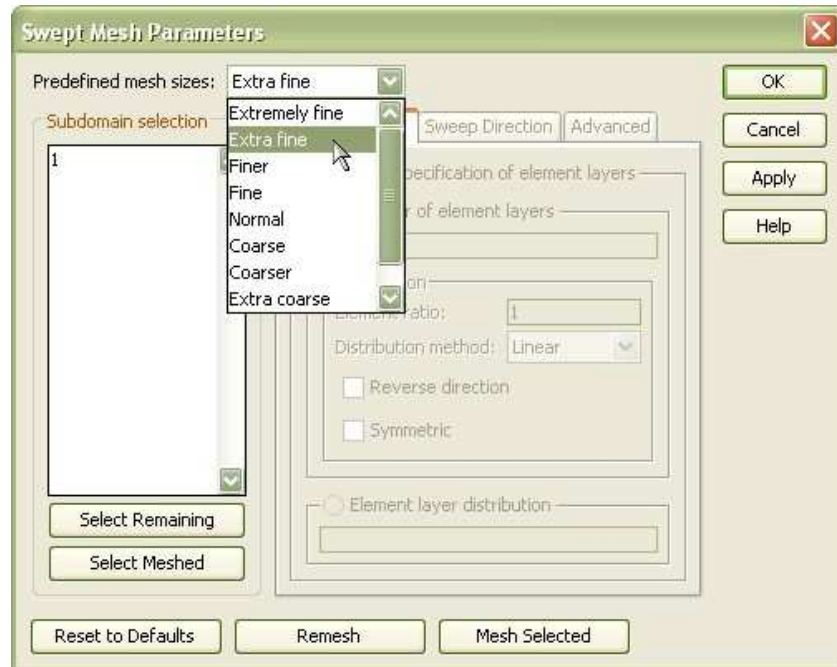 Swept Mesh Parameters
Predefined mesh sizes: Extra fine
OK
Cancel
Apply
Help
Subdomain selection
1
Extremely fine
Extra fine
Finer
Fine
Normal
Coarse
Coarser
Extra coarse
Sweep Direction
Advanced
of element layers
of element layers
ratio:
1
Distribution method: Linear
Reverse direction
Symmetric
Element layer distribution
Select Remaining
Select Meshed
Reset to Defaults
Remesh
Mesh Selected